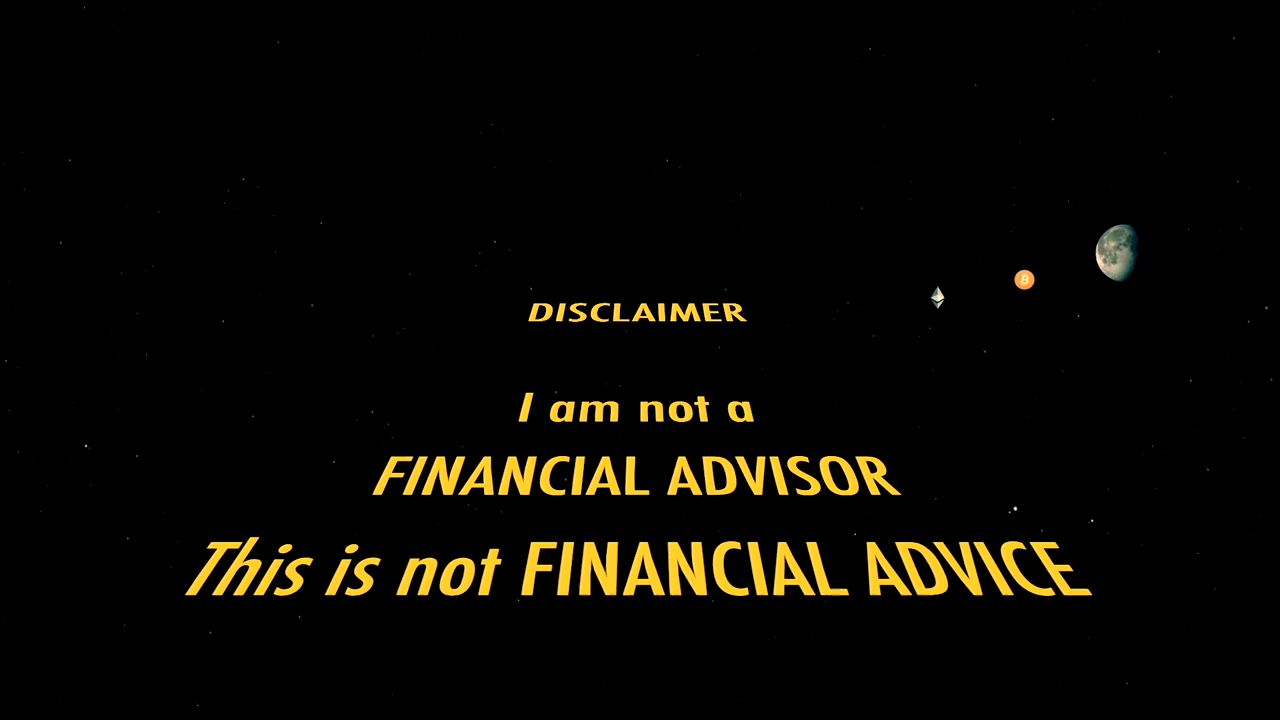 DISCLAIMER
I am not a
FINANCIAL ADVISOR
This is not FINANCIAL ADVICE